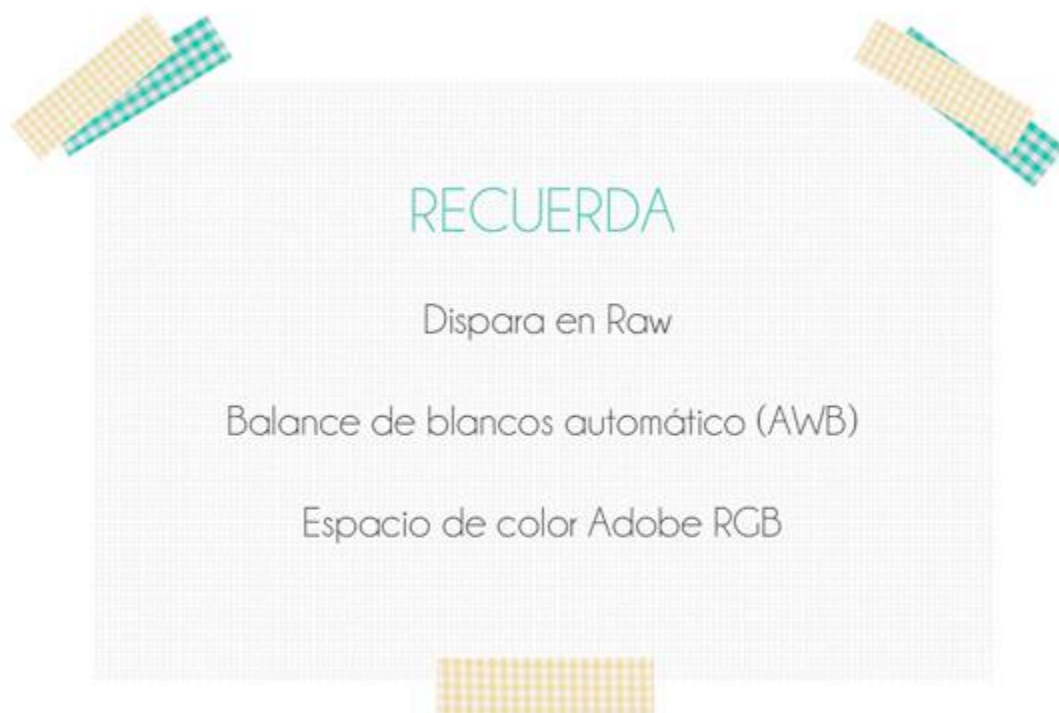 RECUERDA
Dispara en Raw
Balance de blancos automático (AWB)
Espacio de color Adobe RGB